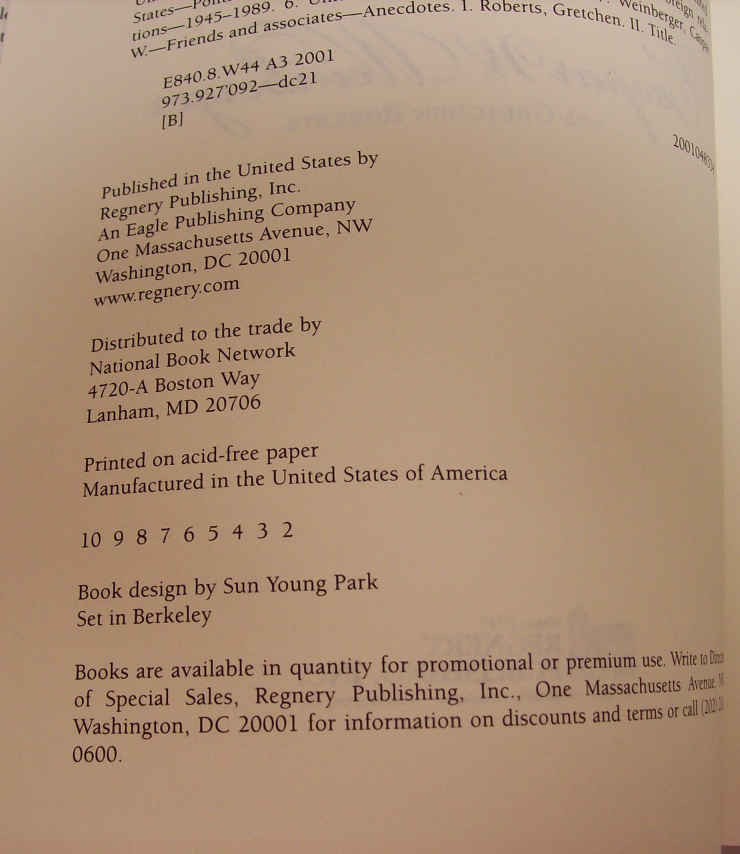 States—
tions—1945–1989. 6. Weinberger, Caspar
W.—Friends and associates—Anecdotes. I. Roberts, Gretchen. II. Title.
E840.8.W44 A3 2001
973.927'092—dc21
[B]
Published in the United States by
Regnery Publishing, Inc.
An Eagle Publishing Company
One Massachusetts Avenue, NW
Washington, DC 20001
www.regnery.com
Distributed to the trade by
National Book Network
4720-A Boston Way
Lanham, MD 20706
Printed on acid-free paper
Manufactured in the United States of America
10 9 8 7 6 5 4 3 2
Book design by Sun Young Park
Set in Berkeley
Books are available in quantity for promotional or premium use. Write to
of Special Sales, Regnery Publishing, Inc., One Massachusetts Avenue
Washington, DC 20001 for information on discounts and terms or call (202)
0600.